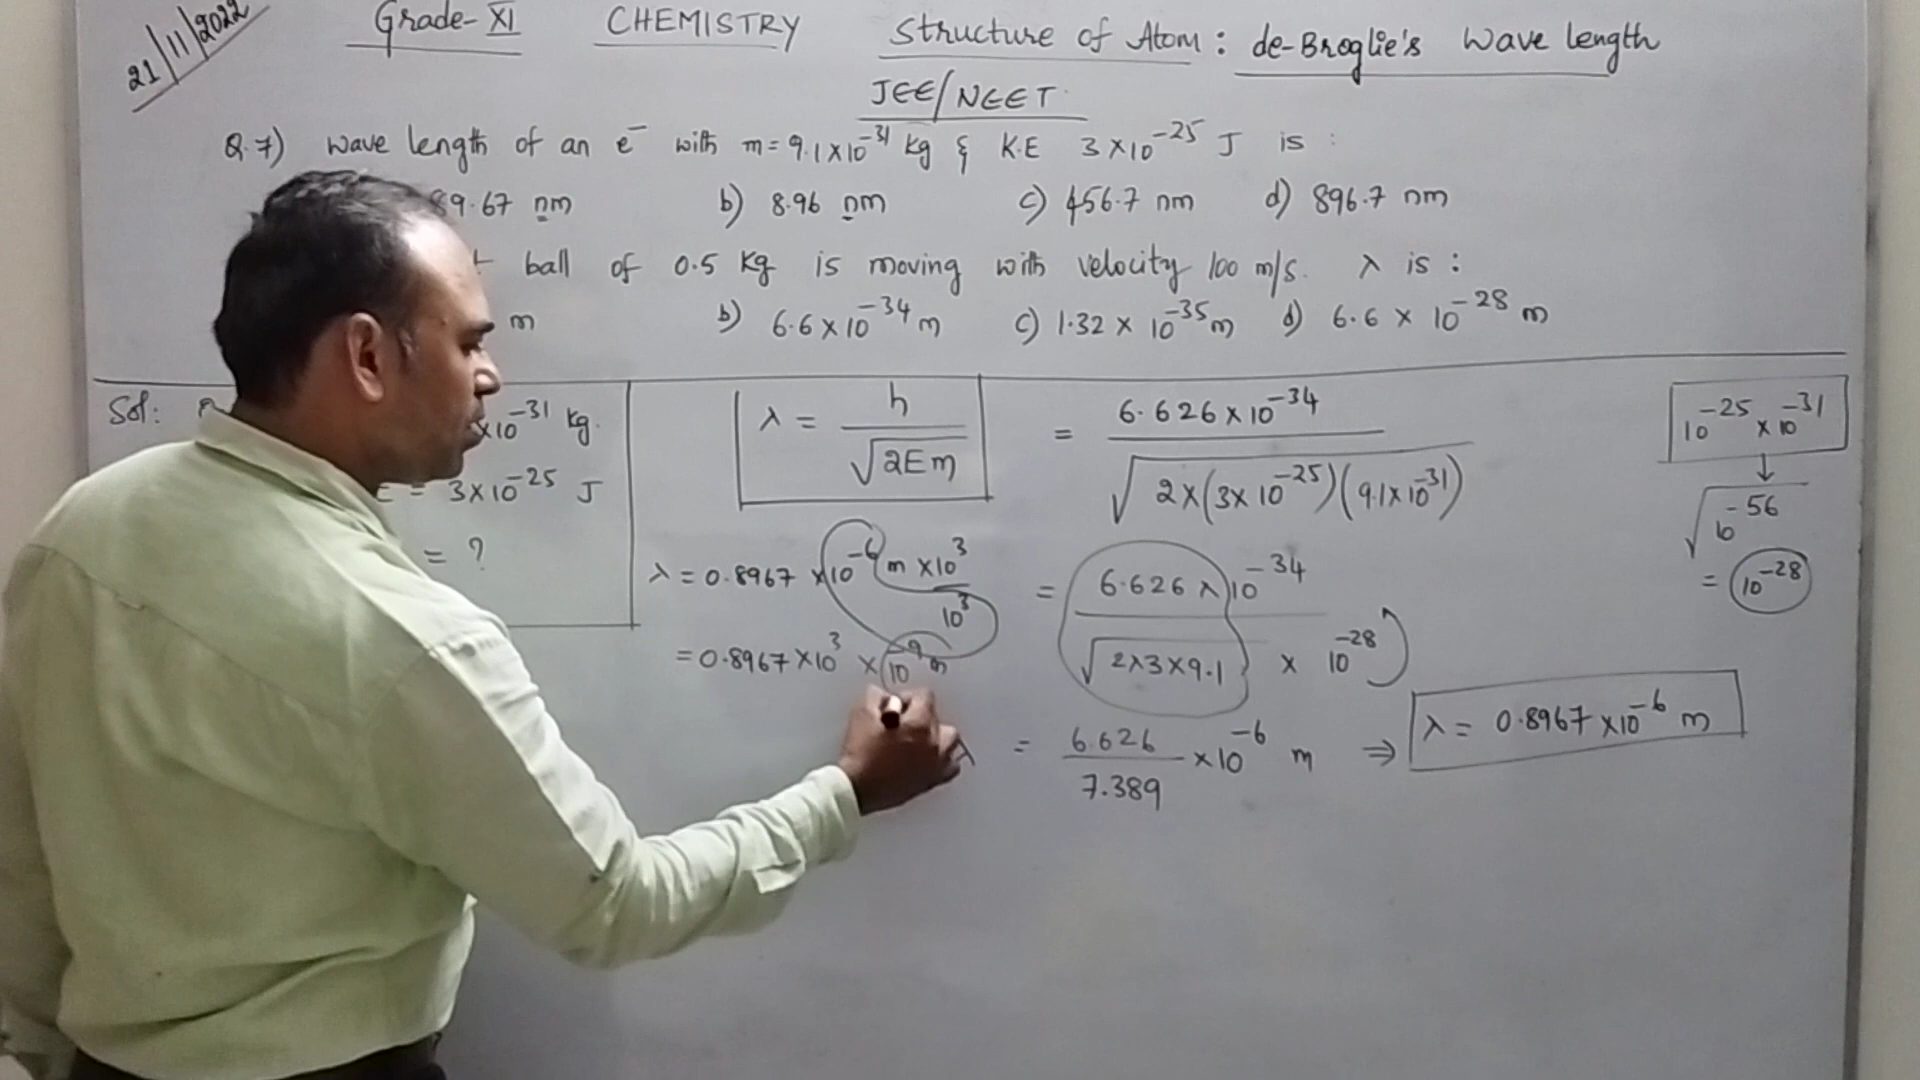 21/11/2022
Grade-XI CHEMISTRY Structure of Atom: de-Broglie's Wave length
JEE/NEET
Q.7) Wave length of an e⁻ with m=9.1×10⁻³¹ kg & K.E 3×10⁻²⁵ J is :
89.67 nm b) 8.96 nm c) 456.7 nm d) 896.7 nm
ball of 0.5 Kg is moving with velocity 100 m/s. λ is :
m b) 6.6×10⁻³⁴ m c) 1.32 × 10⁻³⁵ m d) 6.6 × 10⁻²⁸ m
Sol:
×10⁻³¹ kg.
= 3×10⁻²⁵ J
= ?
λ = h / √2Em
= 6.626×10⁻³⁴ / √2×(3×10⁻²⁵)(9.1×10⁻³¹)
= 6.626 × 10⁻³⁴ / √2×3×9.1 × 10⁻²⁸
λ = 6.626 / 7.389 ×10⁻⁶ m ⇒ λ = 0.8967 ×10⁻⁶ m
10⁻²⁵ × 10⁻³¹
↓
√10⁻⁵⁶
= 10⁻²⁸
λ = 0.8967 ×10⁻⁶ m ×10³ / 10³
= 0.8967 ×10³ × 10⁻⁹ m